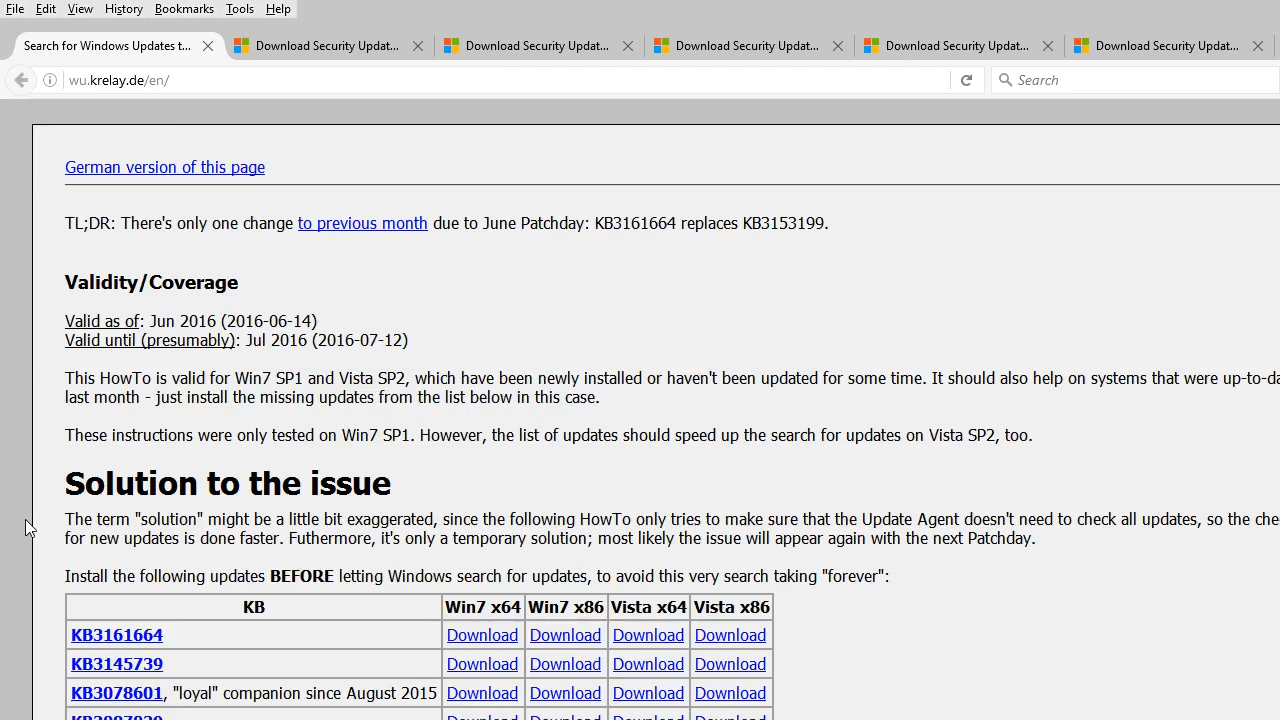 File Edit View History Bookmarks Tools Help
Search for Windows Updates t... Download Security Updat... Download Security Updat... Download Security Updat... Download Security Updat... Download Security Updat...
wu.krelay.de/en/ Search
German version of this page
TL;DR: There's only one change to previous month due to June Patchday: KB3161664 replaces KB3153199.
Validity/Coverage
Valid as of: Jun 2016 (2016-06-14)
Valid until (presumably): Jul 2016 (2016-07-12)
This HowTo is valid for Win7 SP1 and Vista SP2, which have been newly installed or haven't been updated for some time. It should also help on systems that were up-to-da
last month - just install the missing updates from the list below in this case.
These instructions were only tested on Win7 SP1. However, the list of updates should speed up the search for updates on Vista SP2, too.
Solution to the issue
The term "solution" might be a little bit exaggerated, since the following HowTo only tries to make sure that the Update Agent doesn't need to check all updates, so the che
for new updates is done faster. Futhermore, it's only a temporary solution; most likely the issue will appear again with the next Patchday.
Install the following updates BEFORE letting Windows search for updates, to avoid this very search taking "forever":
KB Win7 x64 Win7 x86 Vista x64 Vista x86
KB3161664 Download Download Download Download
KB3145739 Download Download Download Download
KB3078601, "loyal" companion since August 2015 Download Download Download Download